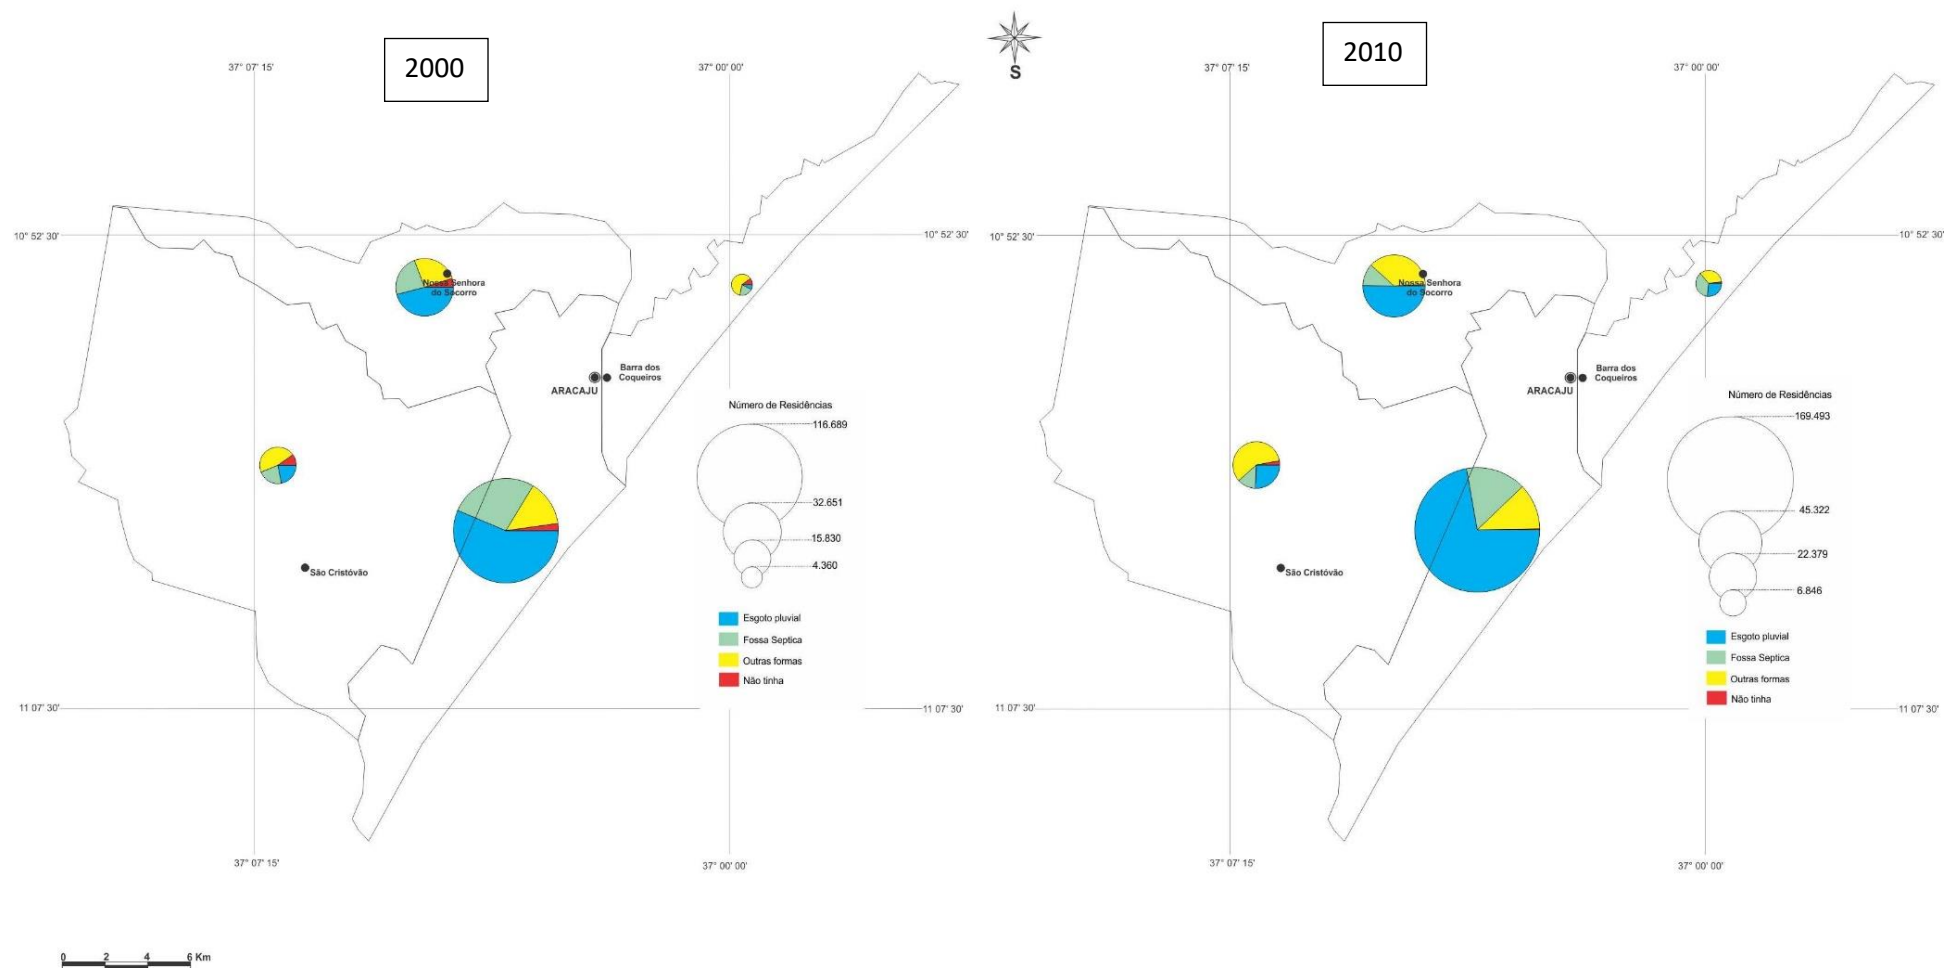 2000
37° 07' 15'
37° 00' 00'
10° 52' 30'
10° 52' 30'
Nossa Senhora
do Socorro
Barra dos
Coqueiros
ARACAJU
São Cristóvão
Número de Residências
116.689
32.651
15.830
4.360
Esgoto pluvial
Fossa Septica
Outras formas
Não tinha
11 07' 30'
11 07' 30'
37° 07' 15'
37° 00' 00'
0 2 4 6 Km
S
2010
37° 07' 15'
37° 00' 00'
10° 52' 30'
10° 52' 30'
Nossa Senhora
do Socorro
Barra dos
Coqueiros
ARACAJU
São Cristóvão
Número de Residências
169.493
45.322
22.379
6.846
Esgoto pluvial
Fossa Septica
Outras formas
Não tinha
11 07' 30'
11 07' 30'
37° 07' 15'
37° 00' 00'